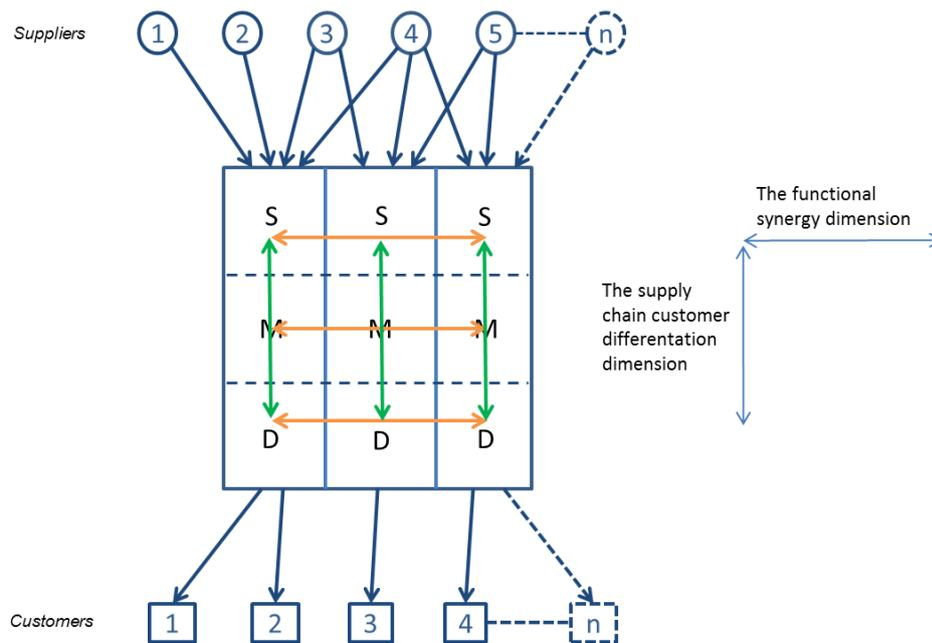 Suppliers 1 2 3 4 5 n
The functional
synergy dimension
S S S
The supply
chain customer
differentation
dimension
M M M
D D D
Customers 1 2 3 4 n